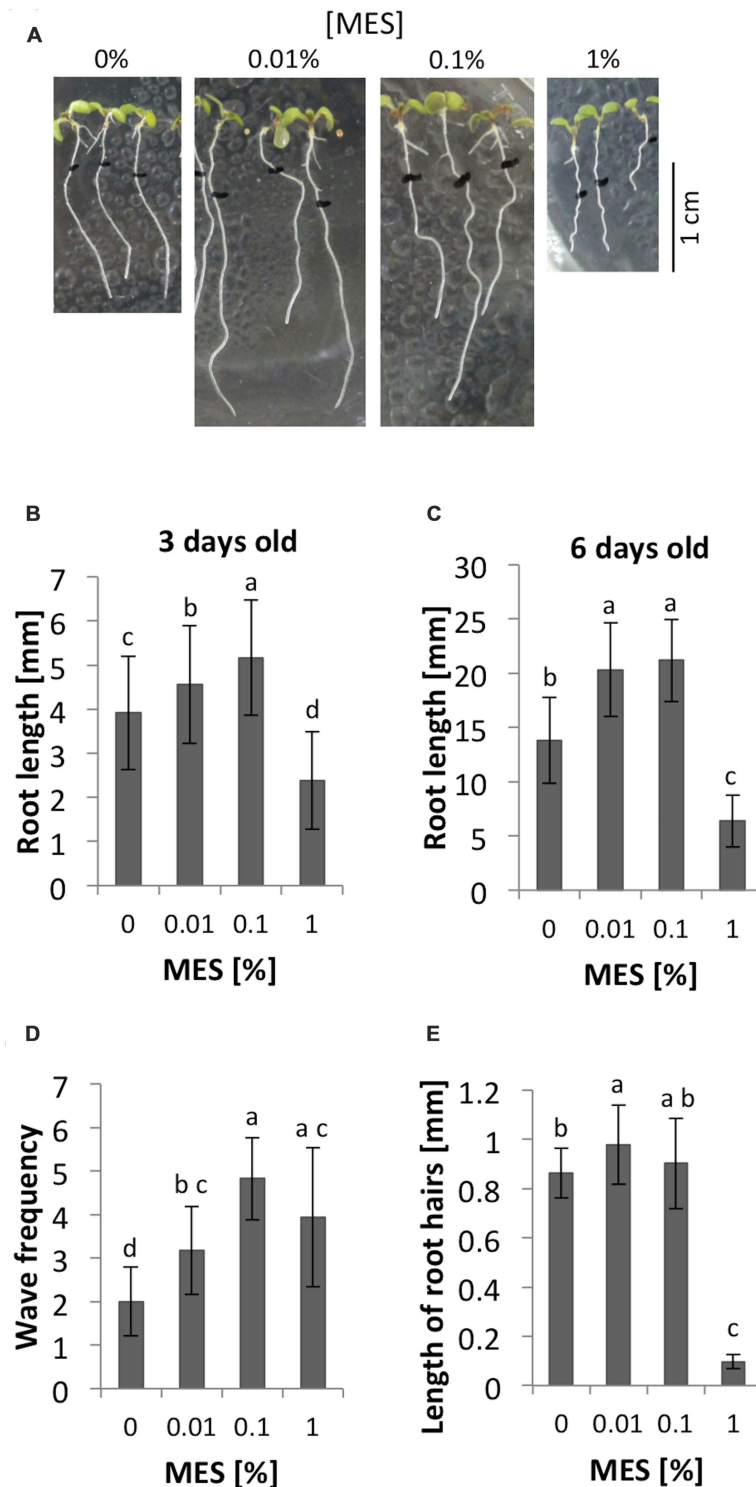 A
[MES]
0% 0.01% 0.1% 1%
1 cm
B
3 days old
Root length [mm]
7
6
5
4
3
2
1
0
c b a d
0 0.01 0.1 1
MES [%]
C
6 days old
Root length [mm]
30
25
20
15
10
5
0
b a a c
0 0.01 0.1 1
MES [%]
D
Wave frequency
7
6
5
4
3
2
1
0
d b c a a c
0 0.01 0.1 1
MES [%]
E
Length of root hairs [mm]
1.2
1
0.8
0.6
0.4
0.2
0
b a a b c
0 0.01 0.1 1
MES [%]